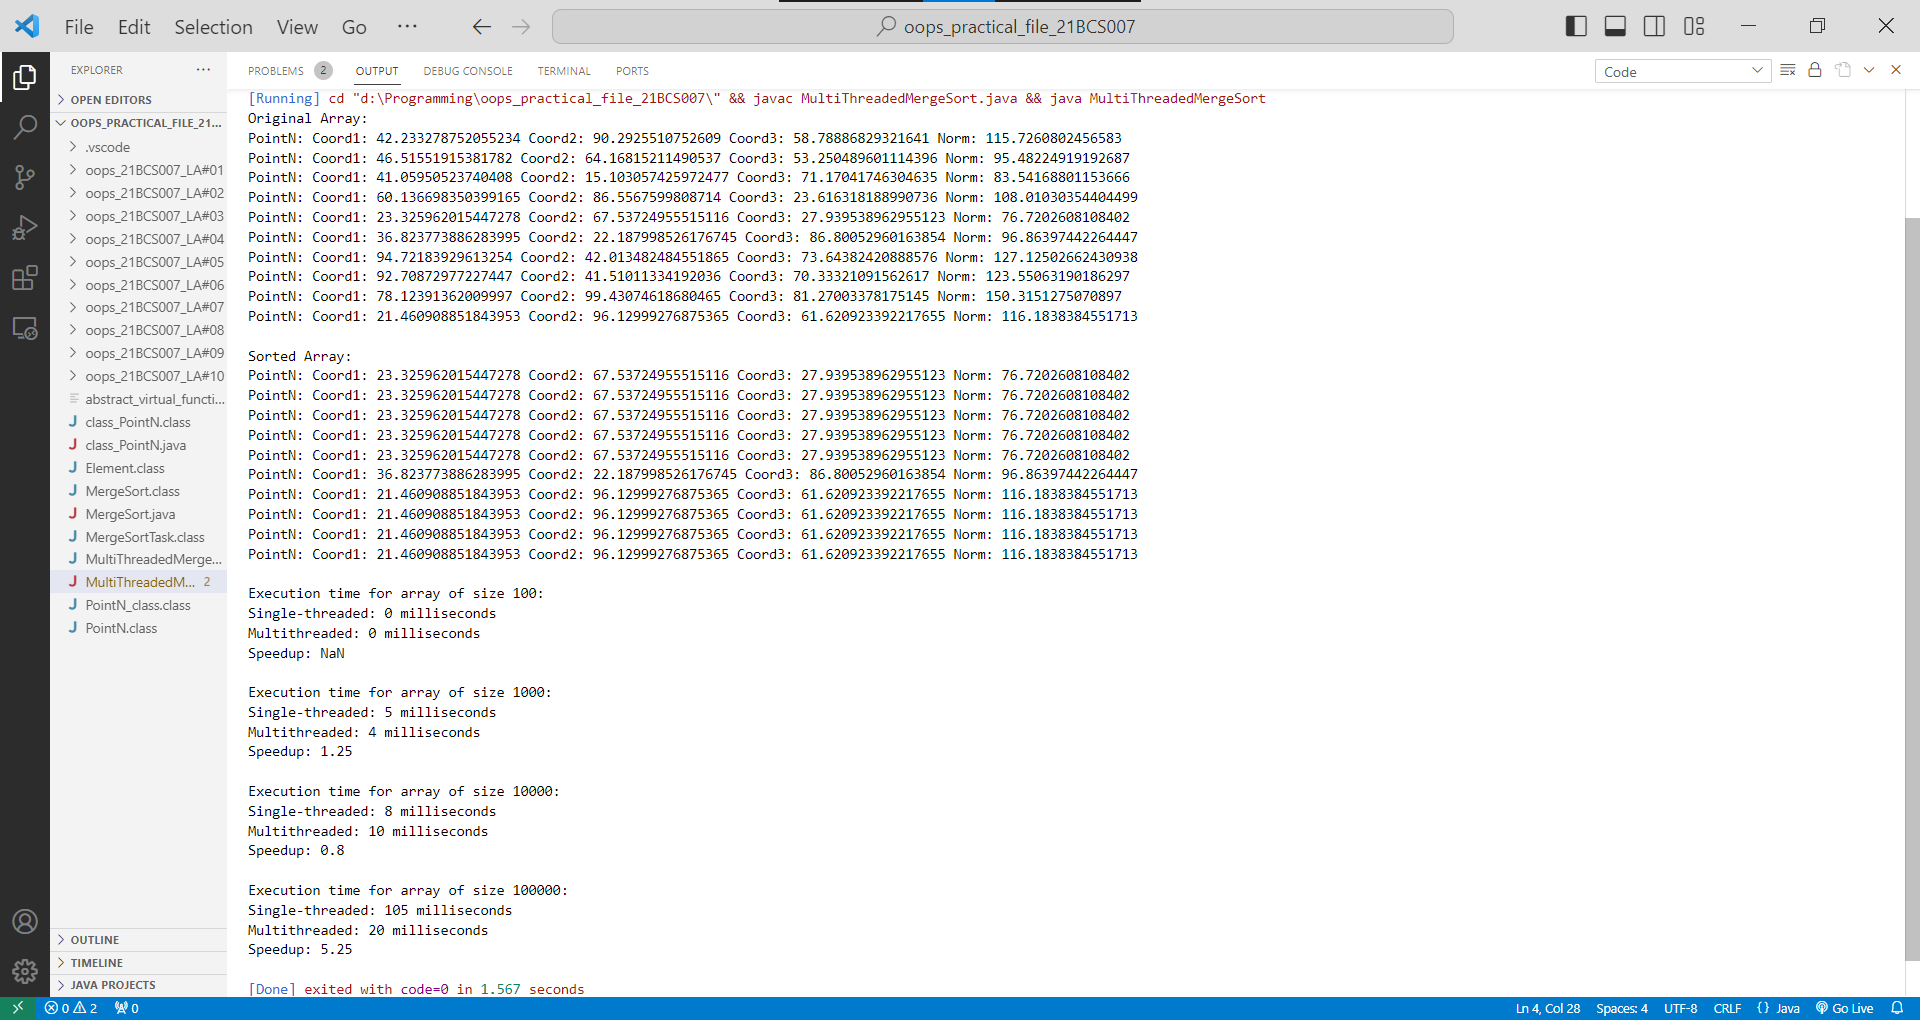 File Edit Selection View Go ··· oops_practical_file_21BCS007
EXPLORER ···
OPEN EDITORS
OOPS_PRACTICAL_FILE_21...
.vscode
oops_21BCS007_LA#01
oops_21BCS007_LA#02
oops_21BCS007_LA#03
oops_21BCS007_LA#04
oops_21BCS007_LA#05
oops_21BCS007_LA#06
oops_21BCS007_LA#07
oops_21BCS007_LA#08
oops_21BCS007_LA#09
oops_21BCS007_LA#10
abstract_virtual_functi...
J class_PointN.class
J class_PointN.java
J Element.class
J MergeSort.class
J MergeSort.java
J MergeSortTask.class
J MultiThreadedMerge...
J MultiThreadedM... 2
J PointN_class.class
J PointN.class
OUTLINE
TIMELINE
JAVA PROJECTS
PROBLEMS 2 OUTPUT DEBUG CONSOLE TERMINAL PORTS Code
[Running] cd "d:\Programming\oops_practical_file_21BCS007\" && javac MultiThreadedMergeSort.java && java MultiThreadedMergeSort
Original Array:
PointN: Coord1: 42.233278752055234 Coord2: 90.2925510752609 Coord3: 58.78886829321641 Norm: 115.7260802456583
PointN: Coord1: 46.51551915381782 Coord2: 64.16815211490537 Coord3: 53.250489601114396 Norm: 95.48224919192687
PointN: Coord1: 41.05950523740408 Coord2: 15.103057425972477 Coord3: 71.17041746304635 Norm: 83.54168801153666
PointN: Coord1: 60.136698350399165 Coord2: 86.5567599808714 Coord3: 23.616318188990736 Norm: 108.01030354404499
PointN: Coord1: 23.325962015447278 Coord2: 67.53724955515116 Coord3: 27.939538962955123 Norm: 76.7202608108402
PointN: Coord1: 36.823773886283995 Coord2: 22.187998526176745 Coord3: 86.80052960163854 Norm: 96.86397442264447
PointN: Coord1: 94.72183929613254 Coord2: 42.013482484551865 Coord3: 73.64382420888576 Norm: 127.12502662430938
PointN: Coord1: 92.70872977227447 Coord2: 41.51011334192036 Coord3: 70.33321091562617 Norm: 123.55063190186297
PointN: Coord1: 78.12391362009997 Coord2: 99.43074618680465 Coord3: 81.27003378175145 Norm: 150.3151275070897
PointN: Coord1: 21.460908851843953 Coord2: 96.12999276875365 Coord3: 61.620923392217655 Norm: 116.1838384551713
Sorted Array:
PointN: Coord1: 23.325962015447278 Coord2: 67.53724955515116 Coord3: 27.939538962955123 Norm: 76.7202608108402
PointN: Coord1: 23.325962015447278 Coord2: 67.53724955515116 Coord3: 27.939538962955123 Norm: 76.7202608108402
PointN: Coord1: 23.325962015447278 Coord2: 67.53724955515116 Coord3: 27.939538962955123 Norm: 76.7202608108402
PointN: Coord1: 23.325962015447278 Coord2: 67.53724955515116 Coord3: 27.939538962955123 Norm: 76.7202608108402
PointN: Coord1: 23.325962015447278 Coord2: 67.53724955515116 Coord3: 27.939538962955123 Norm: 76.7202608108402
PointN: Coord1: 36.823773886283995 Coord2: 22.187998526176745 Coord3: 86.80052960163854 Norm: 96.86397442264447
PointN: Coord1: 21.460908851843953 Coord2: 96.12999276875365 Coord3: 61.620923392217655 Norm: 116.1838384551713
PointN: Coord1: 21.460908851843953 Coord2: 96.12999276875365 Coord3: 61.620923392217655 Norm: 116.1838384551713
PointN: Coord1: 21.460908851843953 Coord2: 96.12999276875365 Coord3: 61.620923392217655 Norm: 116.1838384551713
PointN: Coord1: 21.460908851843953 Coord2: 96.12999276875365 Coord3: 61.620923392217655 Norm: 116.1838384551713
Execution time for array of size 100:
Single-threaded: 0 milliseconds
Multithreaded: 0 milliseconds
Speedup: NaN
Execution time for array of size 1000:
Single-threaded: 5 milliseconds
Multithreaded: 4 milliseconds
Speedup: 1.25
Execution time for array of size 10000:
Single-threaded: 8 milliseconds
Multithreaded: 10 milliseconds
Speedup: 0.8
Execution time for array of size 100000:
Single-threaded: 105 milliseconds
Multithreaded: 20 milliseconds
Speedup: 5.25
[Done] exited with code=0 in 1.567 seconds
0 2 0 Ln 4, Col 28 Spaces: 4 UTF-8 CRLF {} Java Go Live